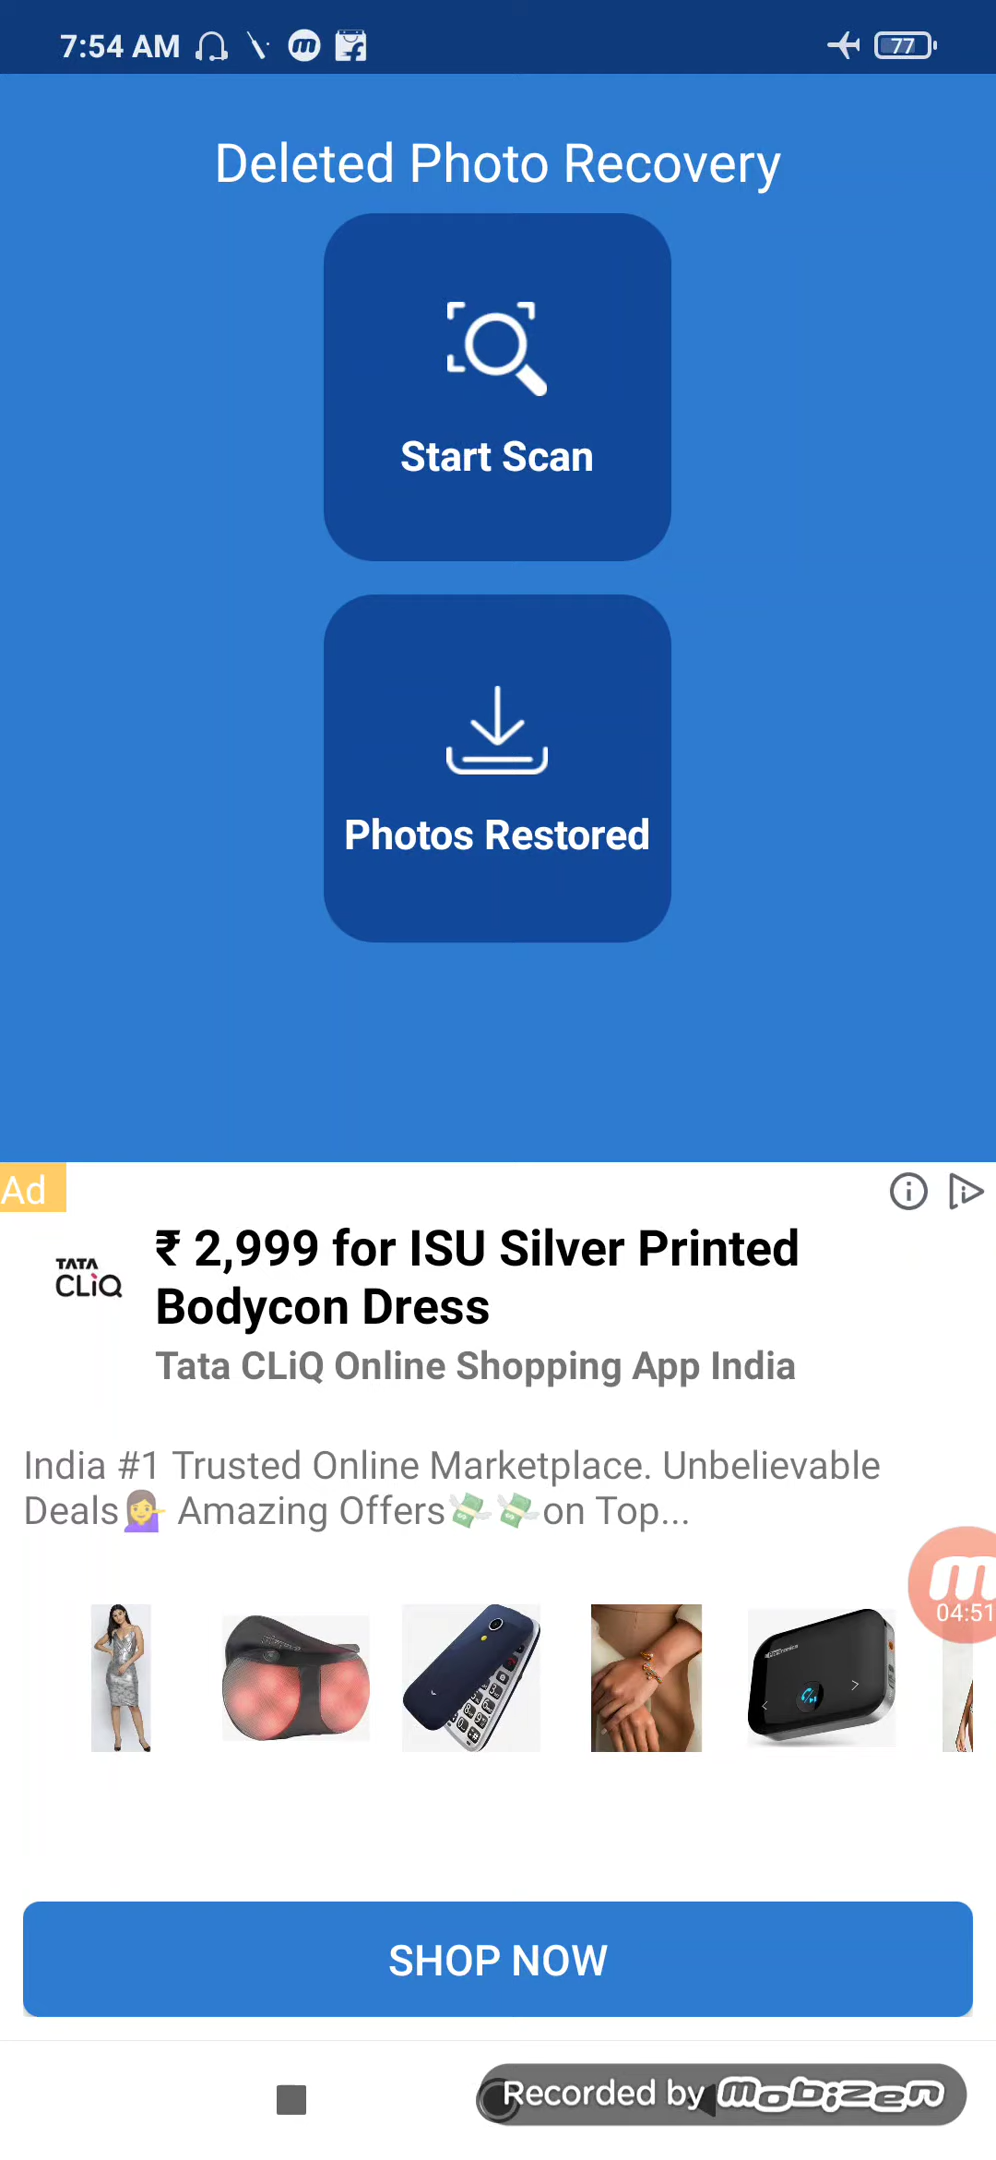 7:54 AM
77
Deleted Photo Recovery
Start Scan
Photos Restored
Ad
₹ 2,999 for ISU Silver Printed
Bodycon Dress
TATA
CLiQ
Tata CLiQ Online Shopping App India
India #1 Trusted Online Marketplace. Unbelievable
Deals💁‍♀️ Amazing Offers💸💸on Top...
04:51
SHOP NOW
Recorded by mobizen